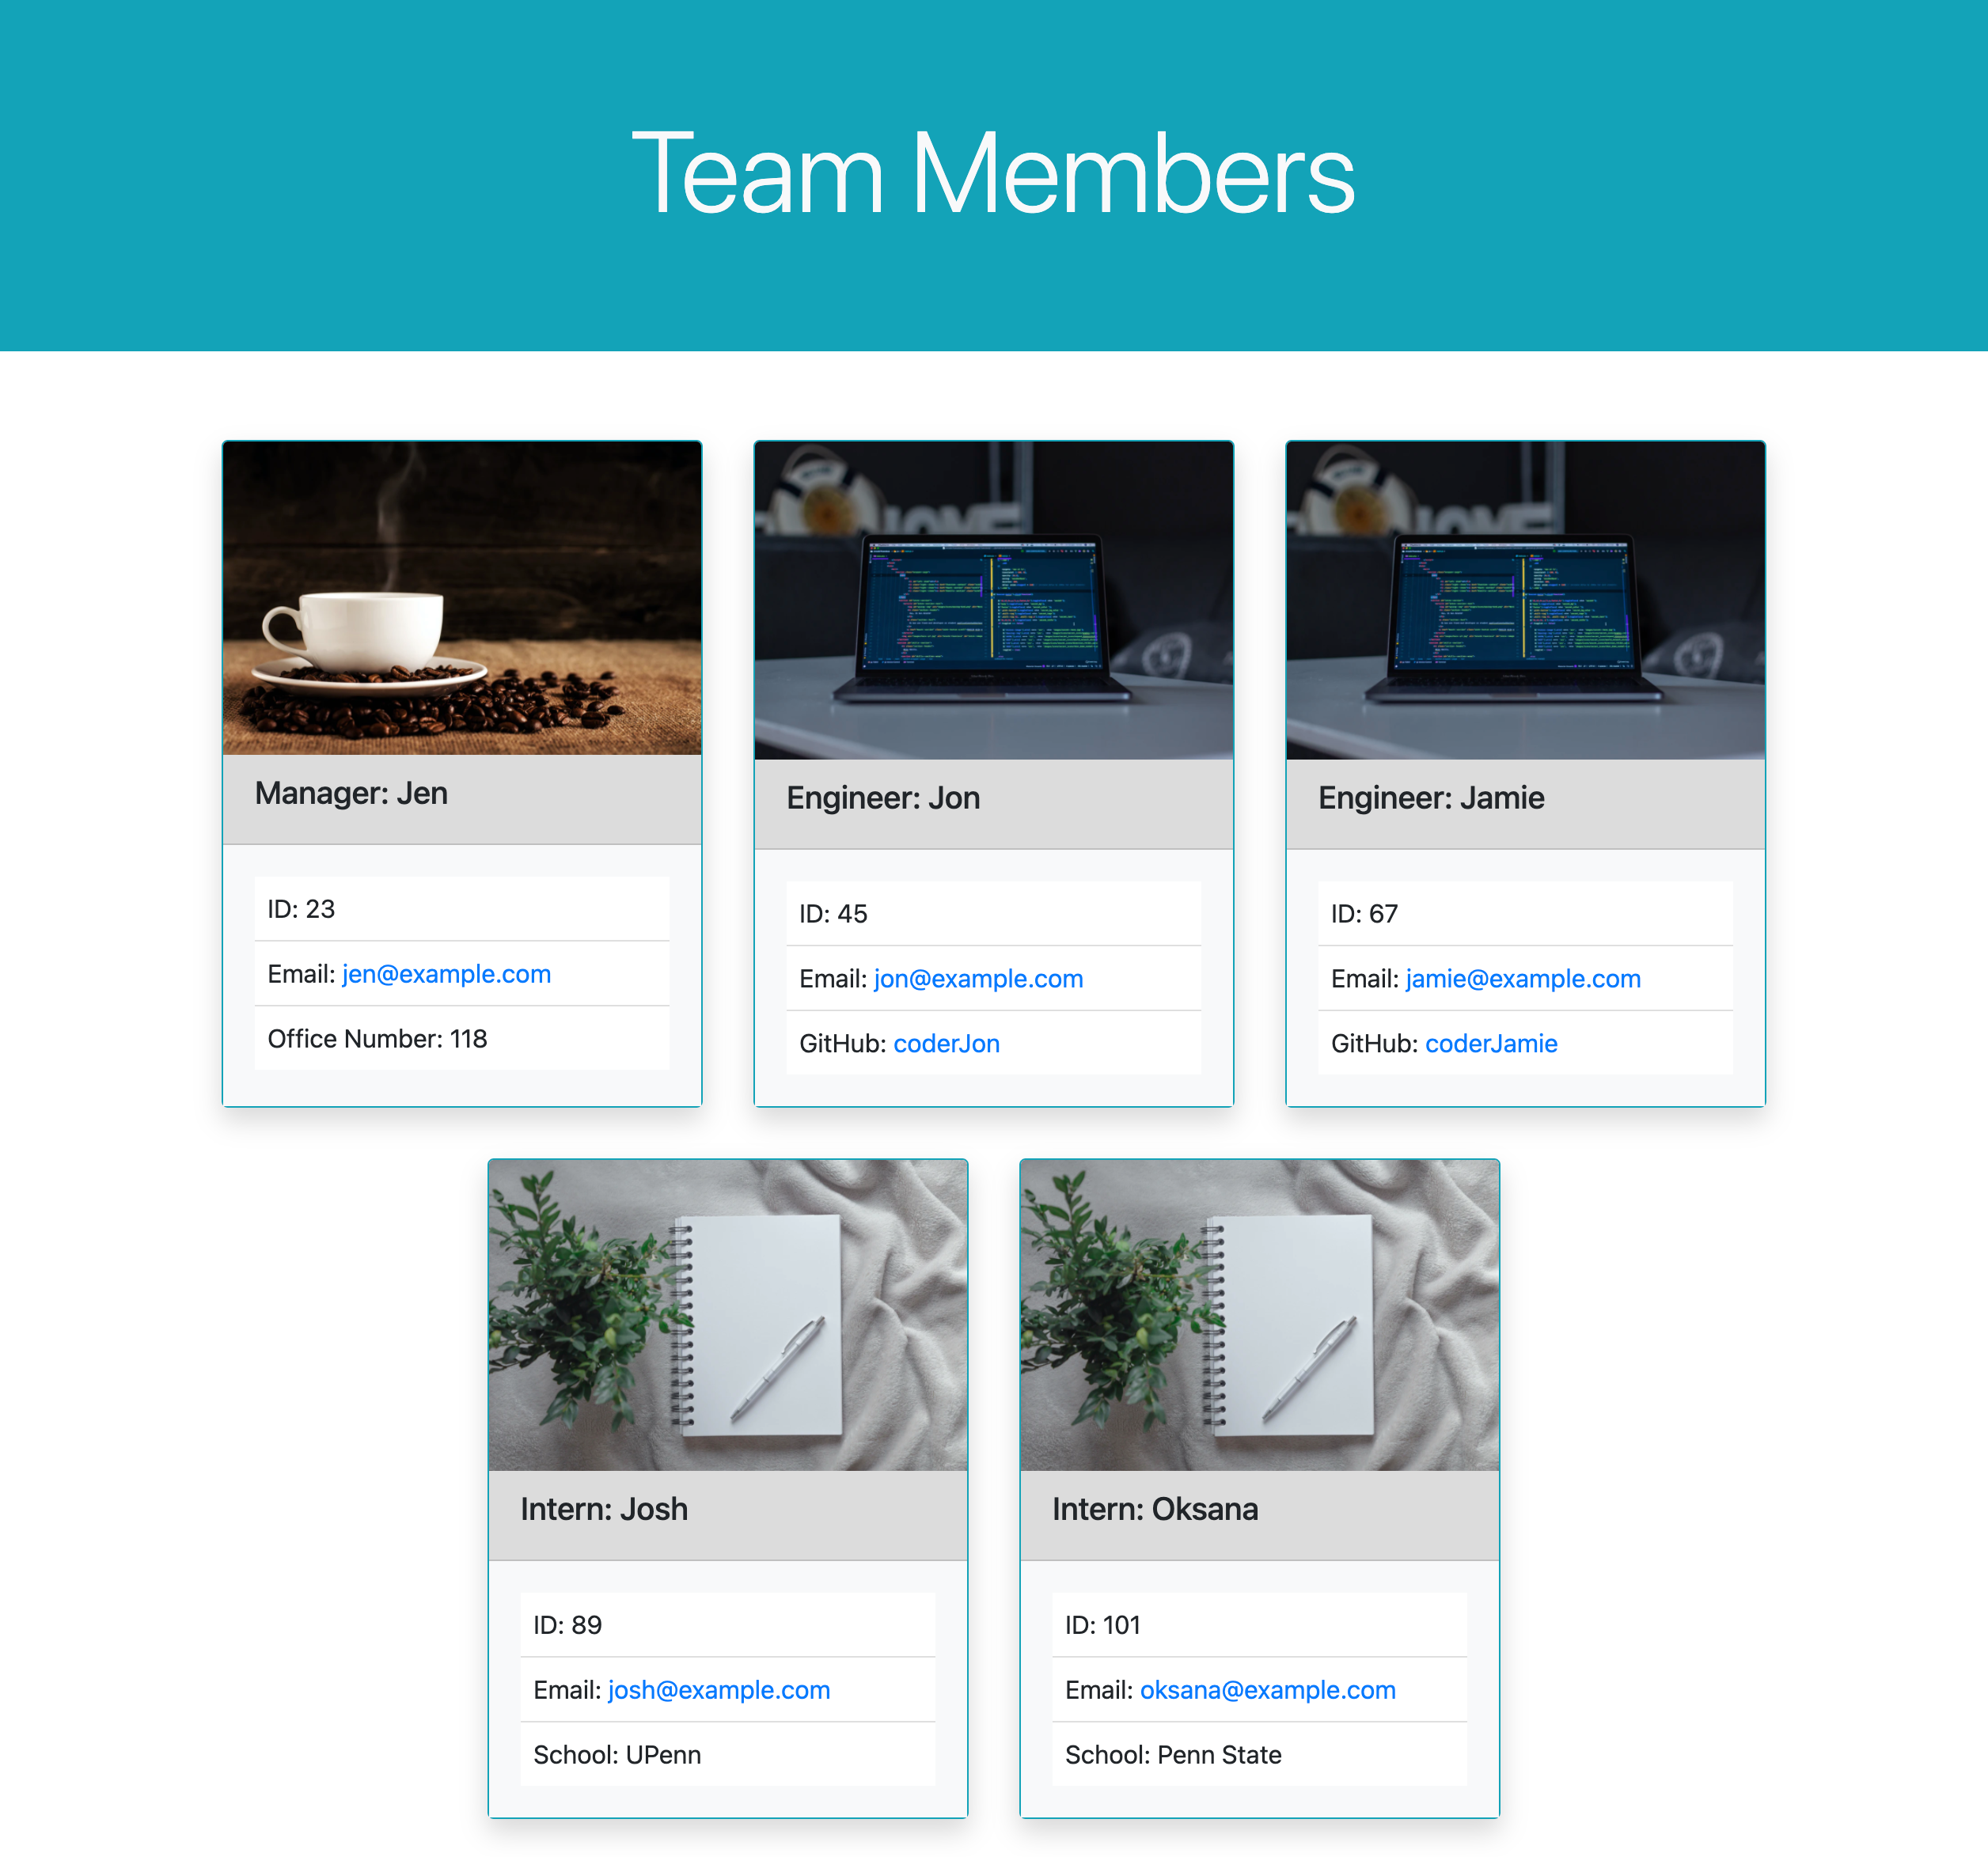 Team Members
Manager: Jen
ID: 23
Email: jen@example.com
Office Number: 118
Engineer: Jon
ID: 45
Email: jon@example.com
GitHub: coderJon
Engineer: Jamie
ID: 67
Email: jamie@example.com
GitHub: coderJamie
Intern: Josh
ID: 89
Email: josh@example.com
School: UPenn
Intern: Oksana
ID: 101
Email: oksana@example.com
School: Penn State